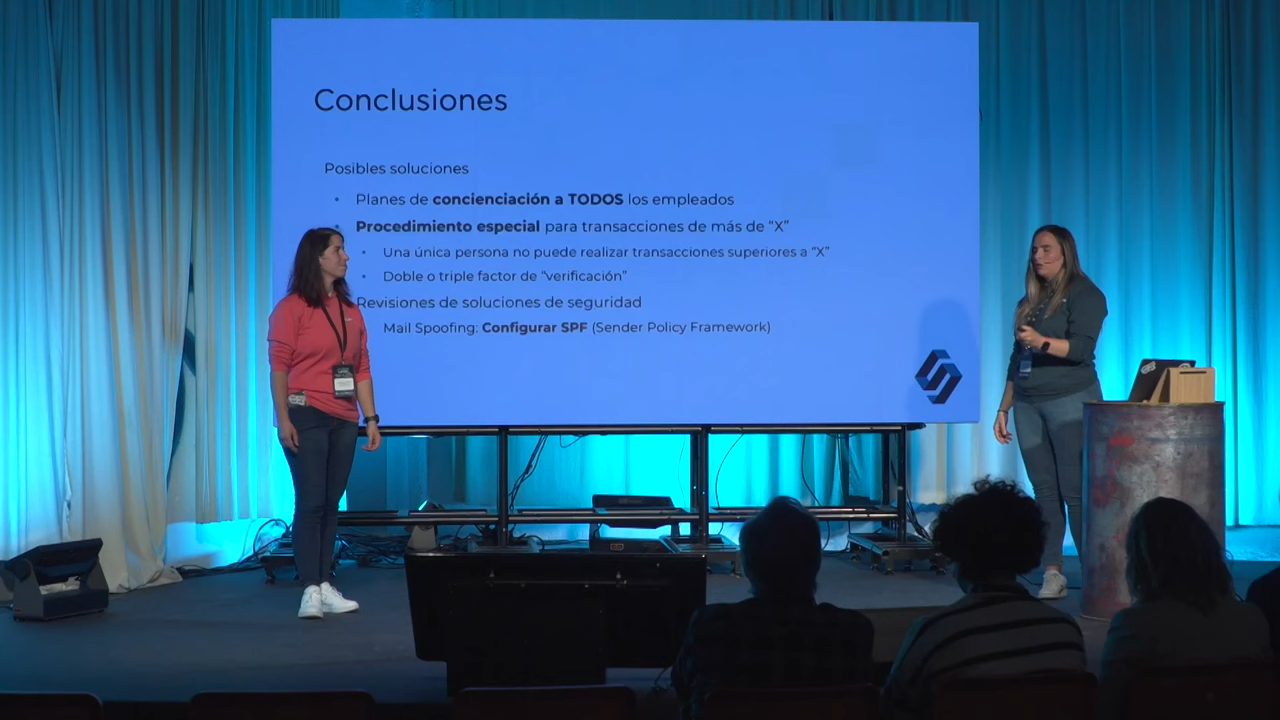 Conclusiones
Posibles soluciones
• Planes de concienciación a TODOS los empleados
• Procedimiento especial para transacciones de más de “X”
• Una única persona no puede realizar transacciones superiores a “X”
• Doble o triple factor de “verificación”
Revisiones de soluciones de seguridad
Mail Spoofing: Configurar SPF (Sender Policy Framework)